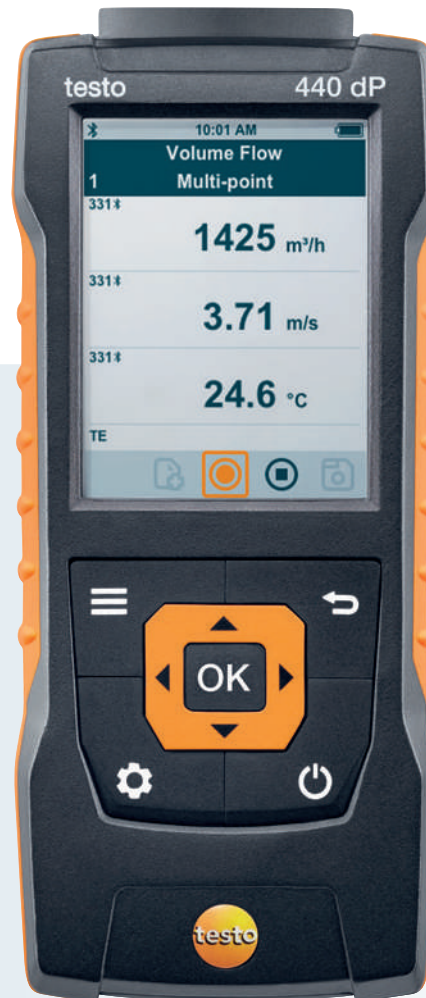 testo 440 dP
10:01 AM
Volume Flow
1 Multi-point
331
1425 m³/h
331
3.71 m/s
331
24.6 °C
TE
OK
testo